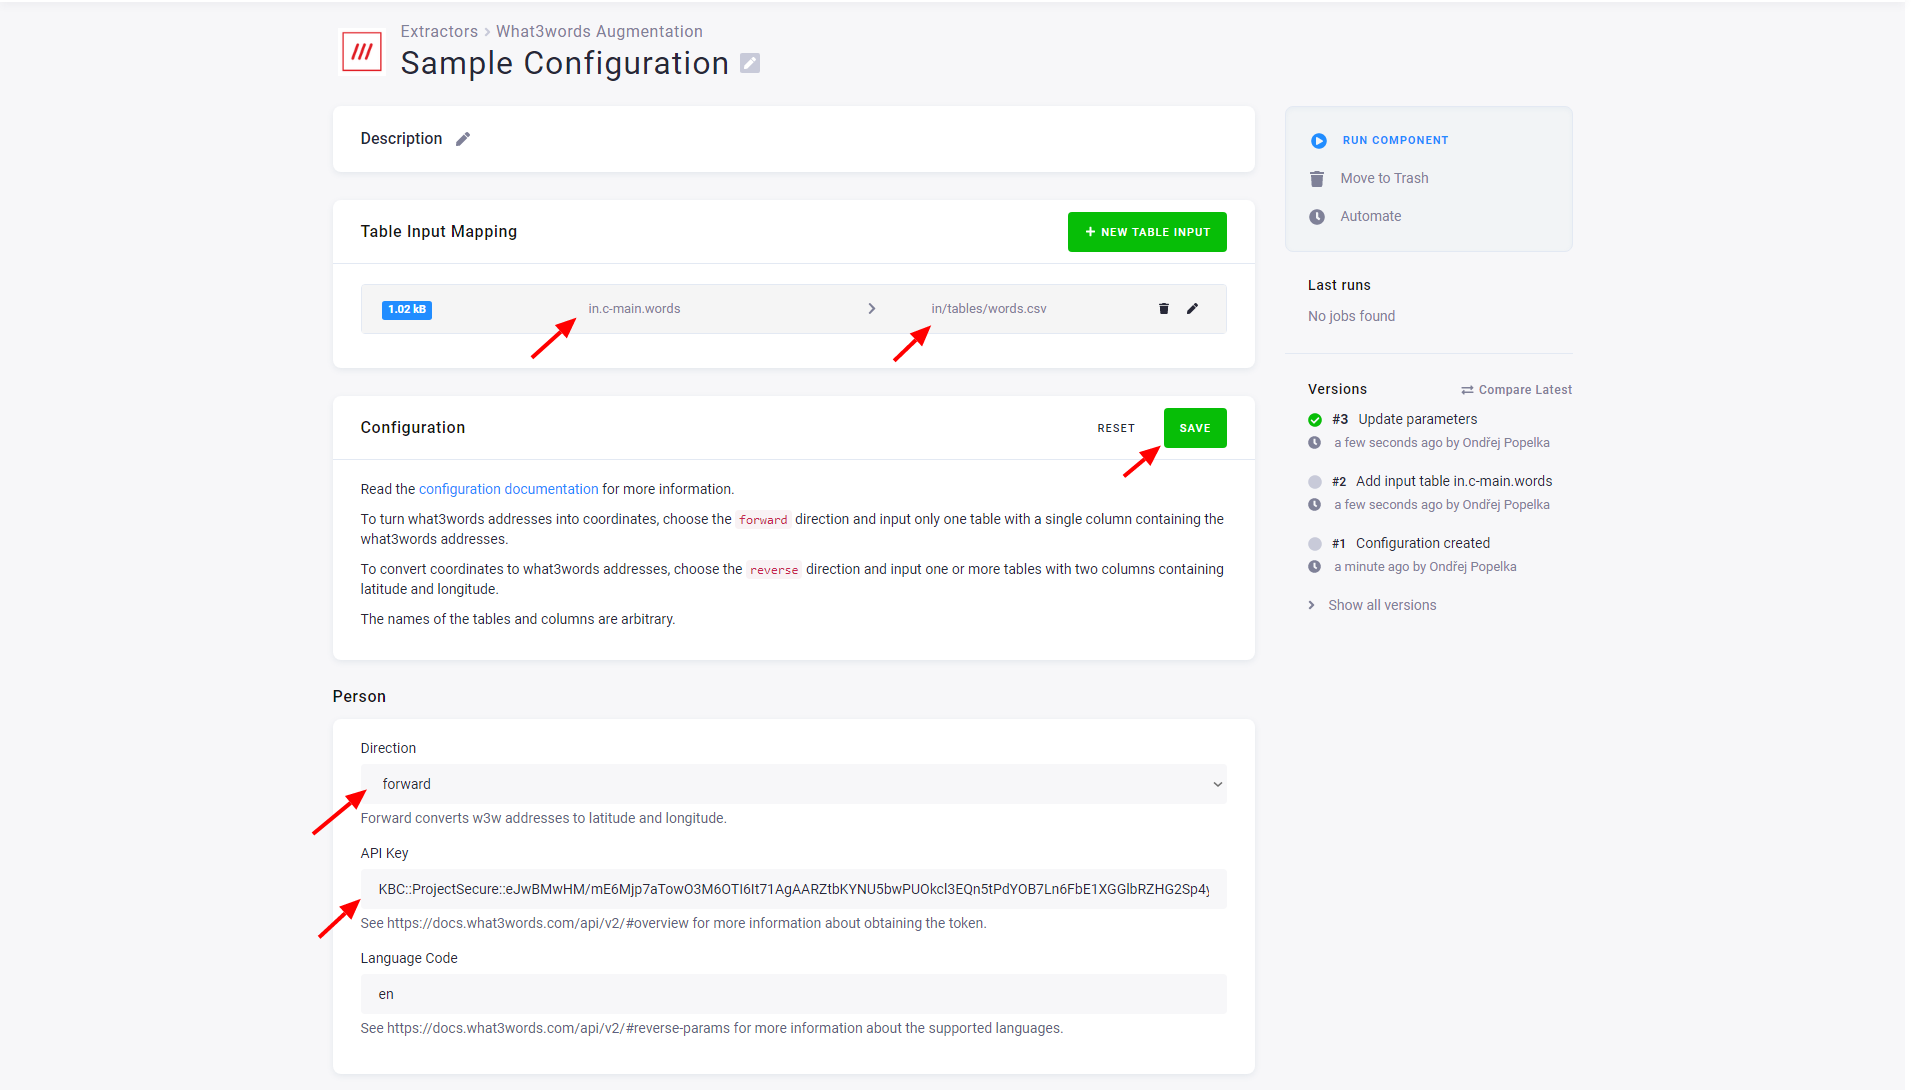 Extractors > What3words Augmentation
Sample Configuration
Description
Table Input Mapping
+ NEW TABLE INPUT
1.02 kB in.c-main.words > in/tables/words.csv
Configuration
RESET
SAVE
Read the configuration documentation for more information.
To turn what3words addresses into coordinates, choose the forward direction and input only one table with a single column containing the
what3words addresses.
To convert coordinates to what3words addresses, choose the reverse direction and input one or more tables with two columns containing
latitude and longitude.
The names of the tables and columns are arbitrary.
Person
Direction
forward
Forward converts w3w addresses to latitude and longitude.
API Key
KBC::ProjectSecure::eJwBMwHM/mE6Mjp7aTowO3M6OTI6It71AgAARZtbKYNU5bwPUOkcl3EQn5tPdYOB7Ln6FbE1XGGlbRZHG2Sp4y
See https://docs.what3words.com/api/v2/#overview for more information about obtaining the token.
Language Code
en
See https://docs.what3words.com/api/v2/#reverse-params for more information about the supported languages.
RUN COMPONENT
Move to Trash
Automate
Last runs
No jobs found
Versions
Compare Latest
#3 Update parameters
a few seconds ago by Ondřej Popelka
#2 Add input table in.c-main.words
a few seconds ago by Ondřej Popelka
#1 Configuration created
a minute ago by Ondřej Popelka
> Show all versions